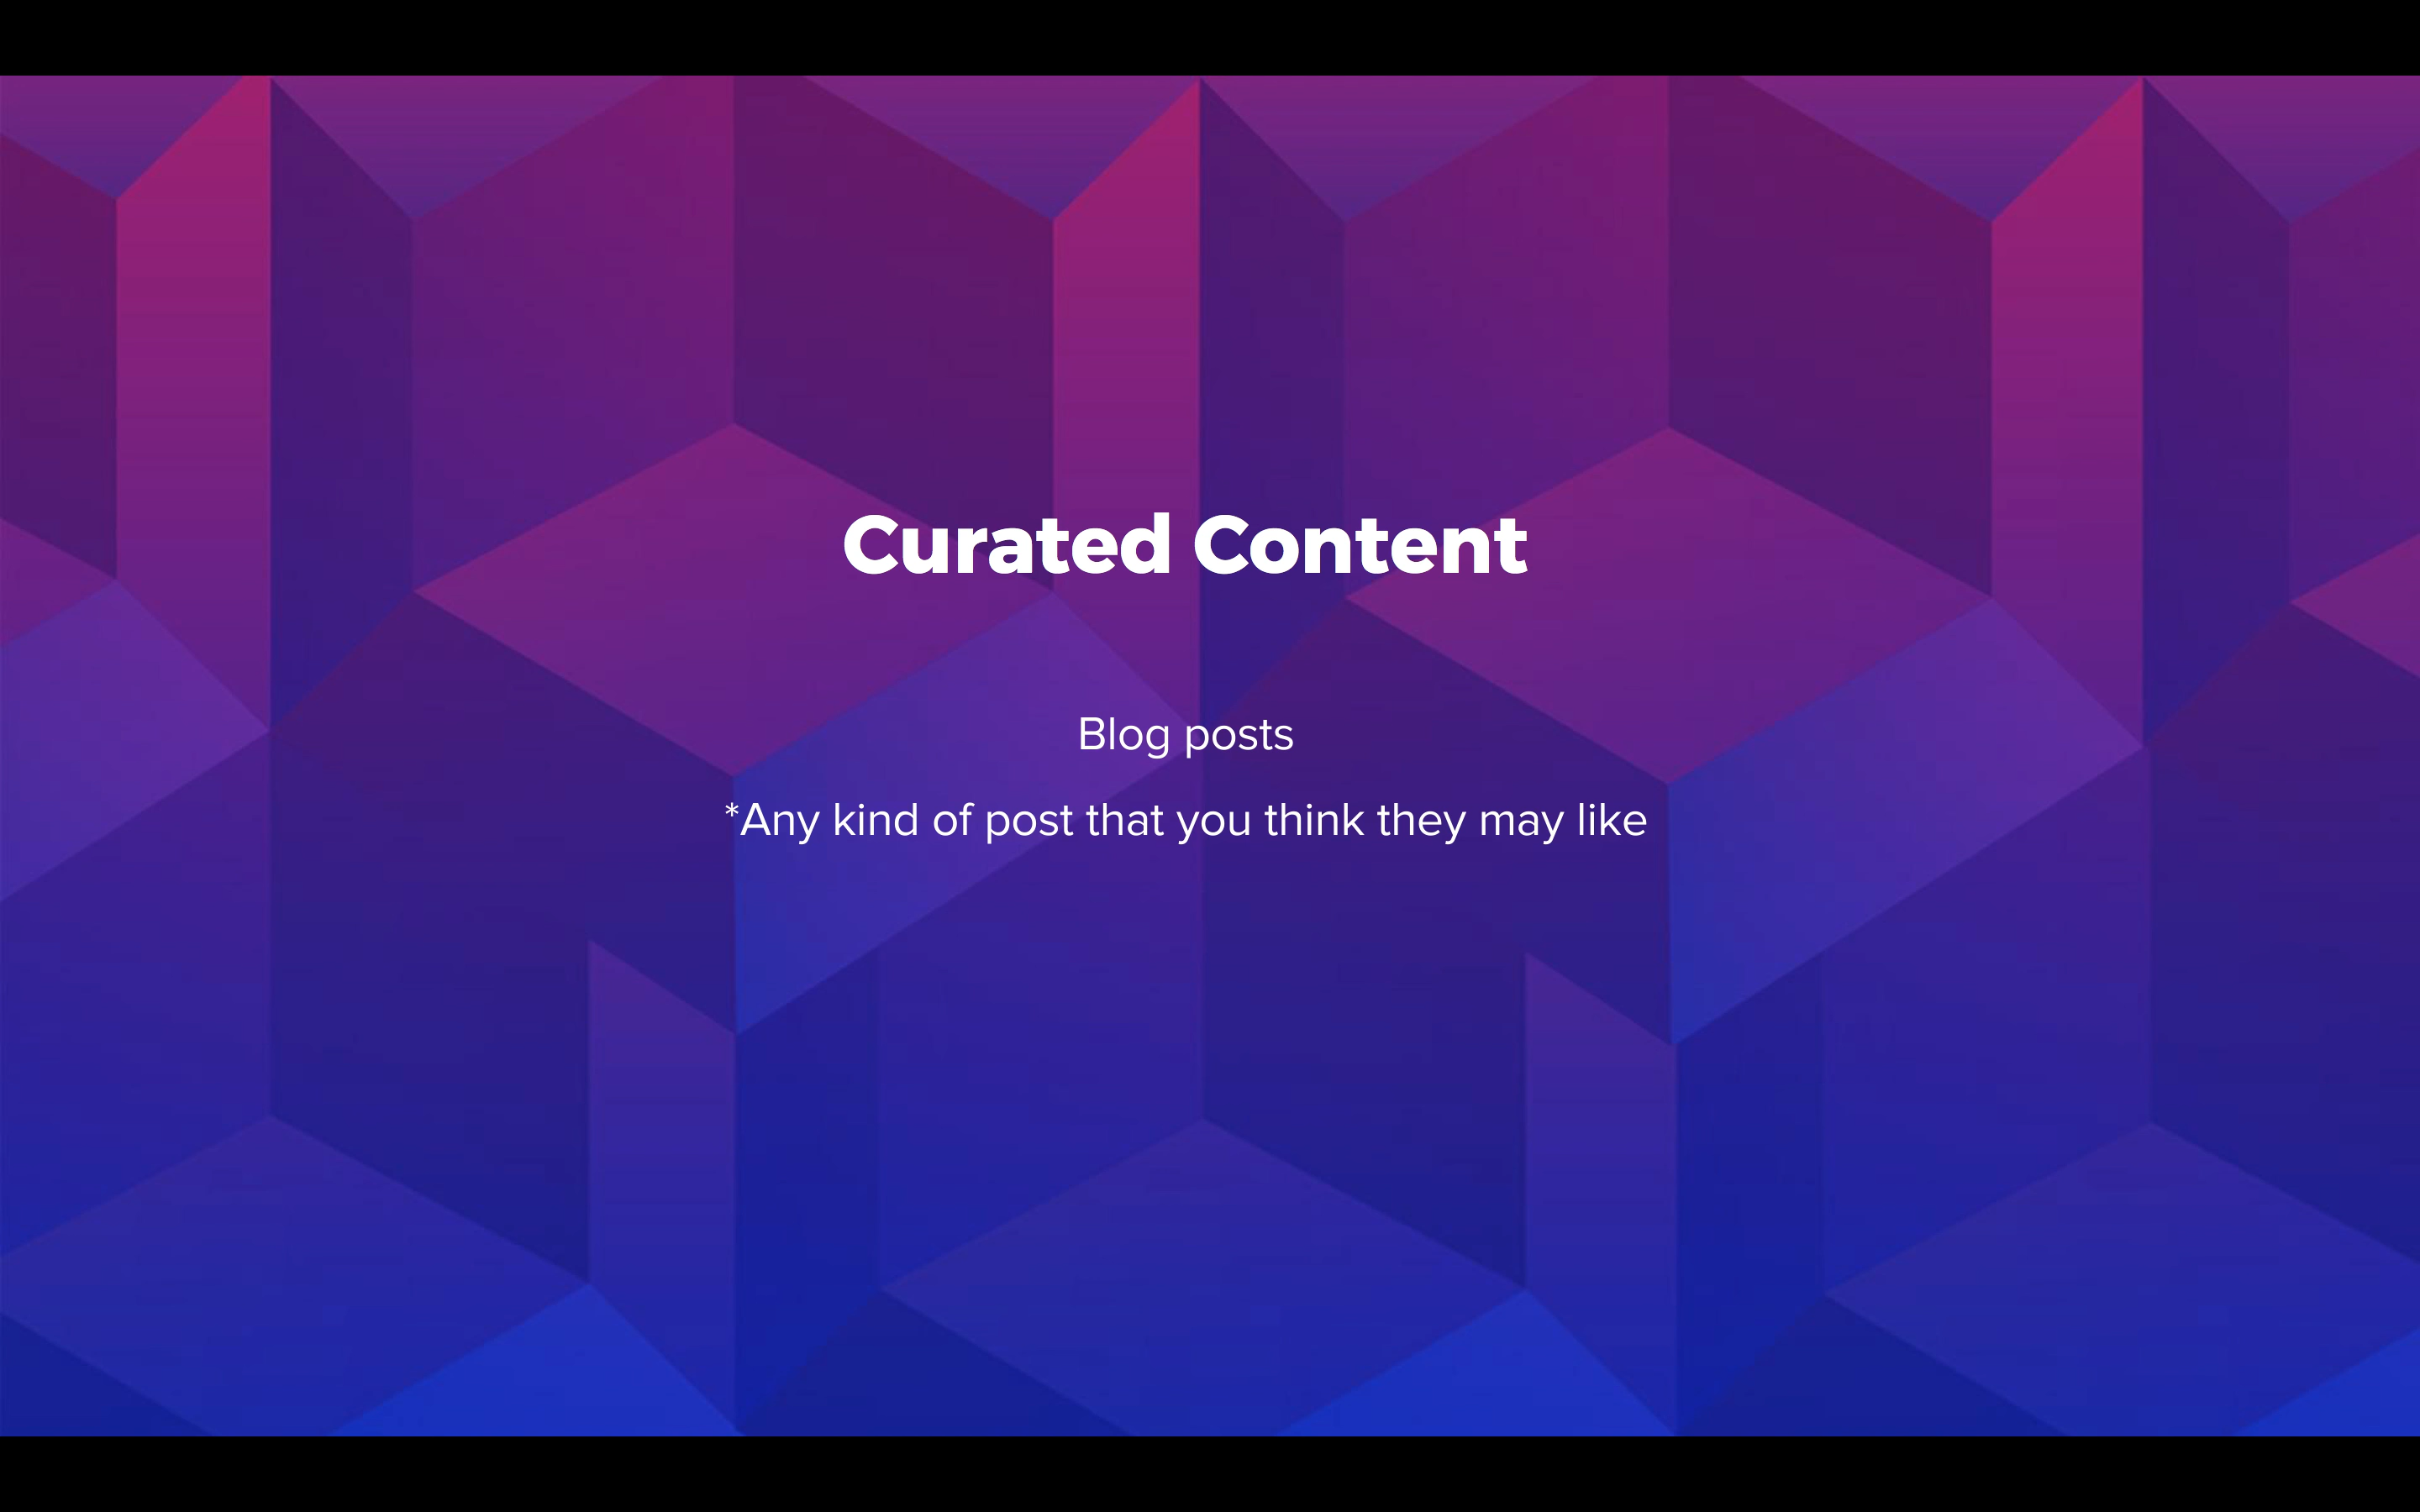 Curated Content
Blog posts
*Any kind of post that you think they may like